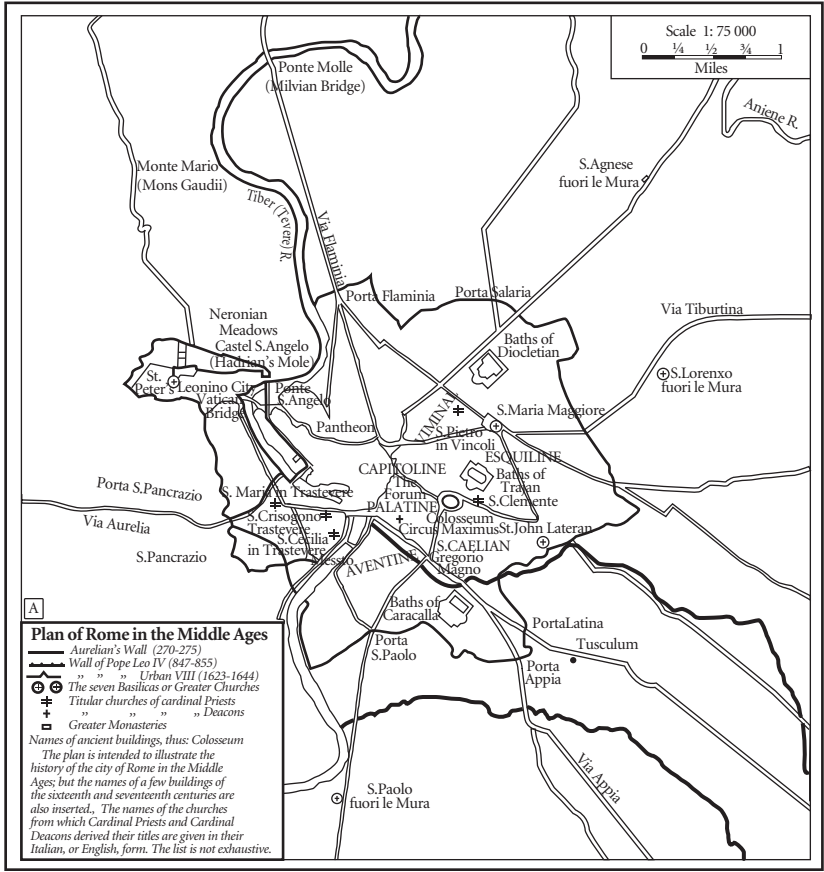 Scale 1: 75 000
0 ¼ ½ ¾ 1
Miles
Ponte Molle
(Milvian Bridge)
Aniene R.
S.Agnese
fuori le Mura
Monte Mario
(Mons Gaudii)
Tiber (Tevere) R.
Via Flaminia
Porta Flaminia
Porta Salaria
Via Tiburtina
Neronian
Meadows
Castel S.Angelo
(Hadrian's Mole)
Baths of
Diocletian
St.
Peter's
Leonino City
Vatican
Bridge
Ponte
S.Angelo
S.Lorenxo
fuori le Mura
VIMINAL
S.Maria Maggiore
Pantheon
S.Pietro
in Vincoli
ESQUILINE
CAPITOLINE
The
Forum
PALATINE
Baths of
Trajan
S.Clemente
Porta S.Pancrazio
S. Maria in Trastevere
Via Aurelia
S.Crisogono
Trastevere
S.Cecilia
in Trastevere
Colosseum
Circus Maximus
St.John Lateran
S.Pancrazio
Messto
AVENTINE
S.CAELIAN
Gregorio
Magno
A
Baths of
Caracalla
PortaLatina
Tusculum
Porta
S.Paolo
Porta
Appia
Via Appia
S.Paolo
fuori le Mura
Plan of Rome in the Middle Ages
Aurelian's Wall (270-275)
Wall of Pope Leo IV (847-855)
,, ,, ,, Urban VIII (1623-1644)
The seven Basilicas or Greater Churches
Titular churches of cardinal Priests
,, ,, ,, ,, Deacons
Greater Monasteries
Names of ancient buildings, thus: Colosseum
The plan is intended to illustrate the
history of the city of Rome in the Middle
Ages; but the names of a few buildings of
the sixteenth and seventeenth centuries are
also inserted., The names of the churches
from which Cardinal Priests and Cardinal
Deacons derived their titles are given in their
Italian, or English, form. The list is not exhaustive.